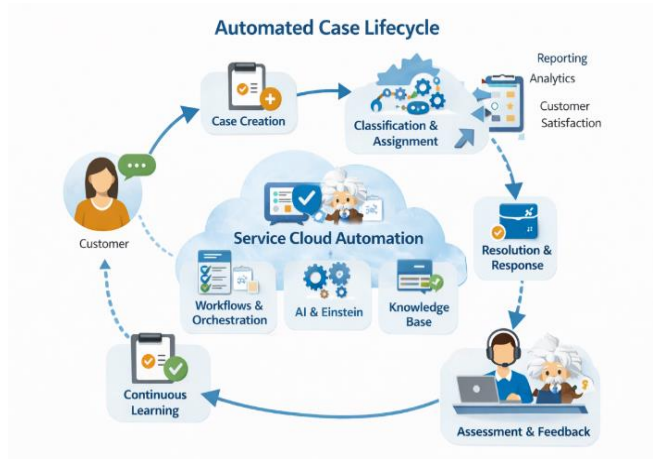 Automated Case Lifecycle
Reporting
Analytics
Customer
Satisfaction
Case Creation
Classification &
Assignment
Customer
Service Cloud Automation
Resolution &
Response
Workflows &
Orchestration
AI & Einstein
Knowledge
Base
Continuous
Learning
Assessment & Feedback